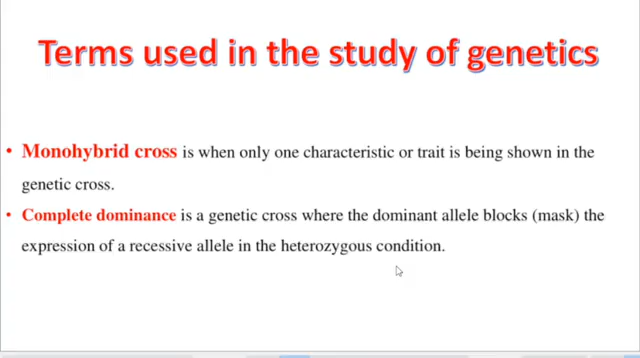 Terms used in the study of genetics
• Monohybrid cross is when only one characteristic or trait is being shown in the
genetic cross.
• Complete dominance is a genetic cross where the dominant allele blocks (mask) the
expression of a recessive allele in the heterozygous condition.